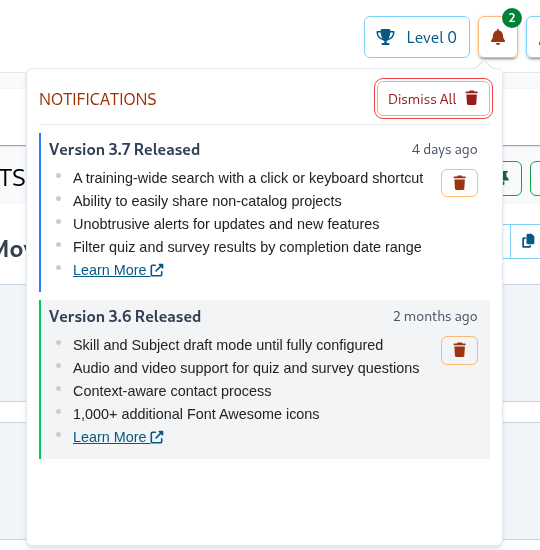 Level 0
2
NOTIFICATIONS
Dismiss All
TS
Mov
Version 3.7 Released
4 days ago
A training-wide search with a click or keyboard shortcut
Ability to easily share non-catalog projects
Unobtrusive alerts for updates and new features
Filter quiz and survey results by completion date range
Learn More
Version 3.6 Released
2 months ago
Skill and Subject draft mode until fully configured
Audio and video support for quiz and survey questions
Context-aware contact process
1,000+ additional Font Awesome icons
Learn More